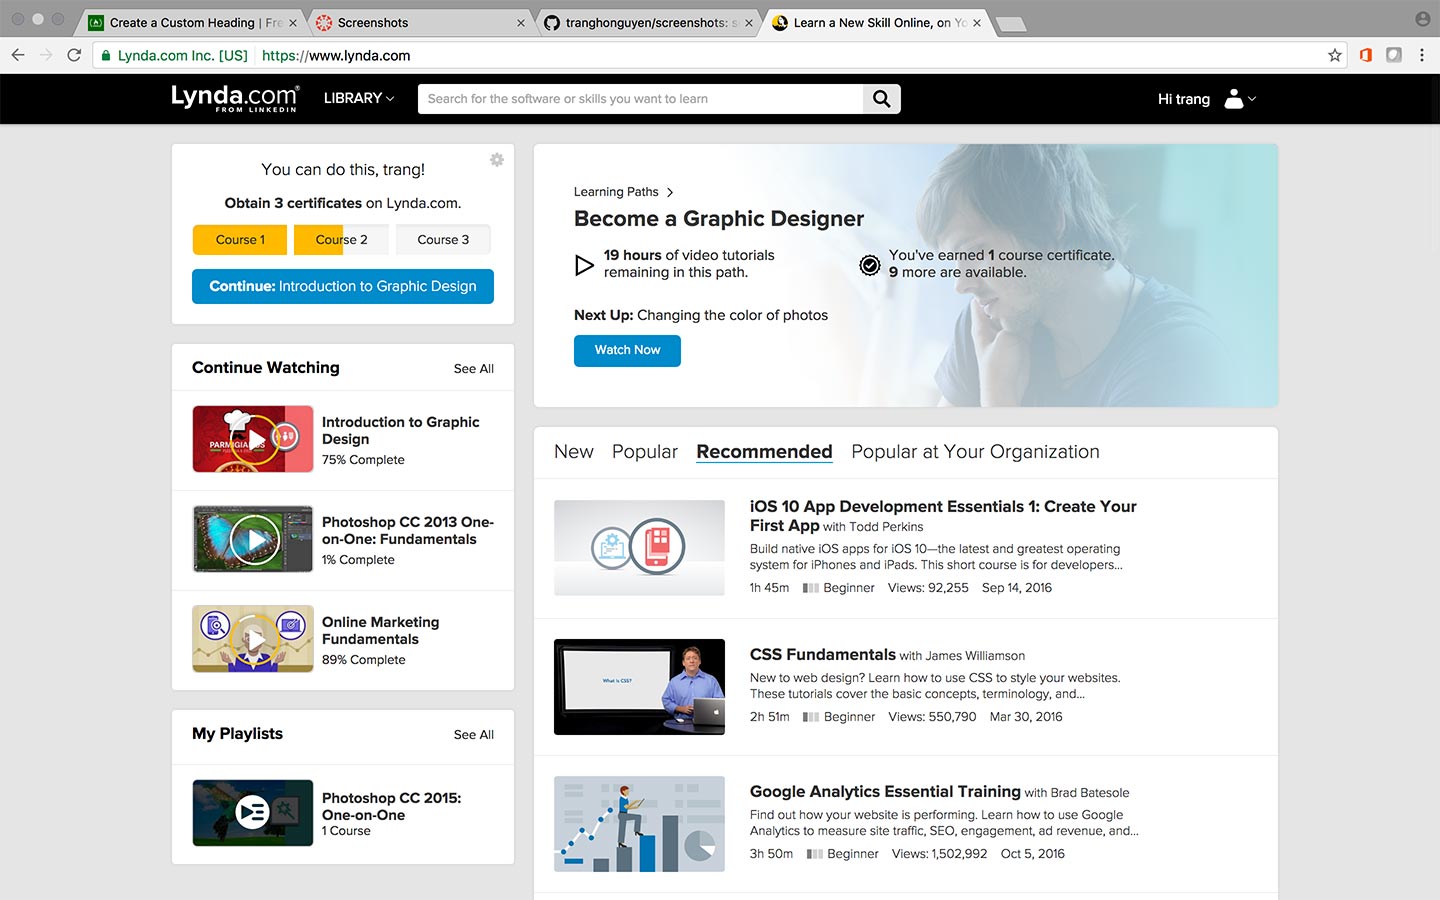 Create a Custom Heading | Fre
Screenshots
tranghonguyen/screenshots: s
Learn a New Skill Online, on Yo
Lynda.com Inc. [US]
https://www.lynda.com
Lynda.com®
FROM LINKEDIN
LIBRARY
Search for the software or skills you want to learn
Hi trang
You can do this, trang!
Obtain 3 certificates on Lynda.com.
Course 1
Course 2
Course 3
Continue: Introduction to Graphic Design
Continue Watching
See All
Introduction to Graphic
Design
75% Complete
Photoshop CC 2013 One-
on-One: Fundamentals
1% Complete
Online Marketing
Fundamentals
89% Complete
My Playlists
See All
Photoshop CC 2015:
One-on-One
1 Course
Learning Paths
Become a Graphic Designer
19 hours of video tutorials
remaining in this path.
You've earned 1 course certificate.
9 more are available.
Next Up: Changing the color of photos
Watch Now
New
Popular
Recommended
Popular at Your Organization
iOS 10 App Development Essentials 1: Create Your
First App with Todd Perkins
Build native iOS apps for iOS 10—the latest and greatest operating
system for iPhones and iPads. This short course is for developers...
1h 45m Beginner Views: 92,255 Sep 14, 2016
What is CSS?
CSS Fundamentals with James Williamson
New to web design? Learn how to use CSS to style your websites.
These tutorials cover the basic concepts, terminology, and...
2h 51m Beginner Views: 550,790 Mar 30, 2016
Google Analytics Essential Training with Brad Batesole
Find out how your website is performing. Learn how to use Google
Analytics to measure site traffic, SEO, engagement, ad revenue, and...
3h 50m Beginner Views: 1,502,992 Oct 5, 2016